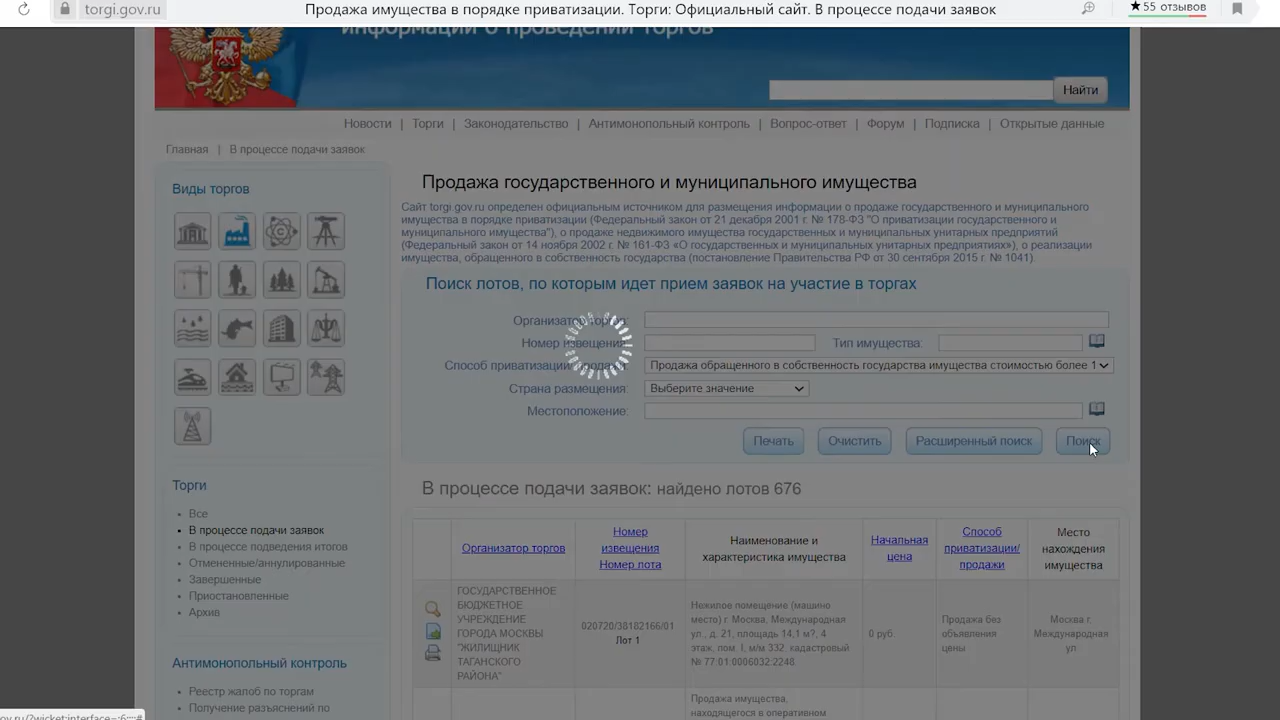 torgi.gov.ru
Продажа имущества в порядке приватизации. Торги: Официальный сайт. В процессе подачи заявок
★55 отзывов
информации о проведении торгов
Найти
Новости | Торги | Законодательство | Антимонопольный контроль | Вопрос-ответ | Форум | Подписка | Открытые данные
Главная | В процессе подачи заявок
Виды торгов
Продажа государственного и муниципального имущества
Сайт torgi.gov.ru определен официальным источником для размещения информации о продаже государственного и муниципального
имущества в порядке приватизации (Федеральный закон от 21 декабря 2001 г. № 178-ФЗ "О приватизации государственного и
муниципального имущества"), о продаже недвижимого имущества государственных и муниципальных унитарных предприятий
(Федеральный закон от 14 ноября 2002 г. № 161-ФЗ «О государственных и муниципальных унитарных предприятиях»), о реализации
имущества, обращенного в собственность государства (постановление Правительства РФ от 30 сентября 2015 г. № 1041).
Поиск лотов, по которым идет прием заявок на участие в торгах
Организатор торгов:
Номер извещения:
Тип имущества:
Способ приватизации/продажи:
Продажа обращенного в собственность государства имущества стоимостью более 1
Страна размещения:
Выберите значение
Местоположение:
Печать
Очистить
Расширенный поиск
Поиск
Торги
Все
В процессе подачи заявок
В процессе подведения итогов
Отмененные/аннулированные
Завершенные
Приостановленные
Архив
Антимонопольный контроль
Реестр жалоб по торгам
Получение разъяснений по
В процессе подачи заявок: найдено лотов 676
Организатор торгов
Номер
извещения
Номер лота
Наименование и
характеристика имущества
Начальная
цена
Способ
приватизации/
продажи
Место
нахождения
имущества
ГОСУДАРСТВЕННОЕ
БЮДЖЕТНОЕ
УЧРЕЖДЕНИЕ
ГОРОДА МОСКВЫ
"ЖИЛИЩНИК
ТАГАНСКОГО
РАЙОНА"
020720/38182166/01
Лот 1
Нежилое помещение (машино
место) г. Москва, Международная
ул., д. 21, площадь 14,1 м?, 4
этаж, пом. I, м/м 332. кадастровый
№ 77:01:0006032:2248.
0 руб.
Продажа без
объявления
цены
Москва г,
Международная
ул
Продажа имущества,
находящегося в оперативном
ov.ru/?wicket:interface=:6::::#